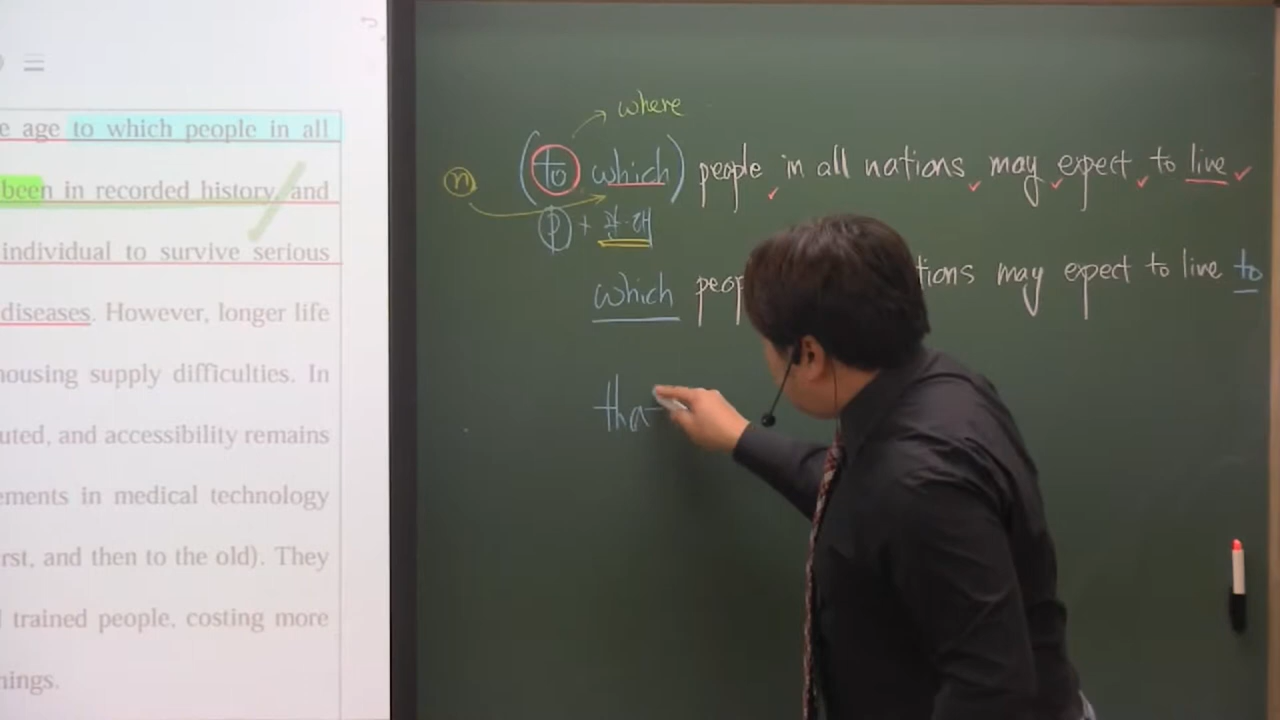 e age to which people in all
been in recorded history, and
individual to survive serious
diseases. However, longer life
housing supply difficulties. In
uted, and accessibility remains
ements in medical technology
rst, and then to the old). They
trained people, costing more
hings.
where
n (to which) people in all nations may expect to live
p + 관·대
which peop tions may expect to live to
that